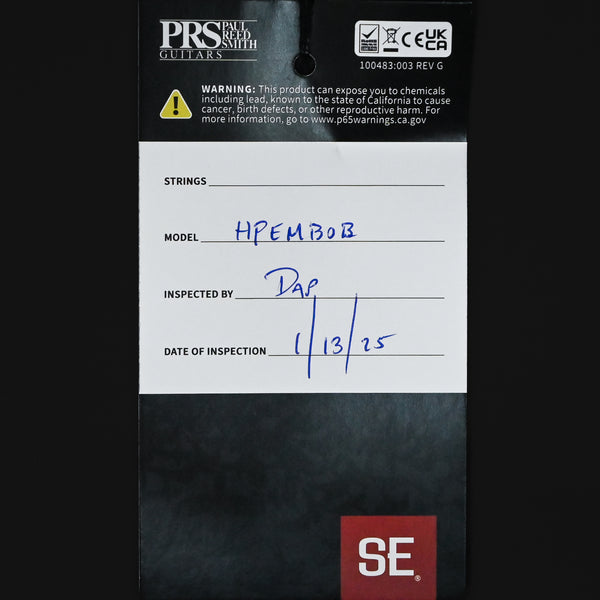 PRS PAUL REED SMITH
GUITARS
UK CA
100483:003 REV G
WARNING: This product can expose you to chemicals
including lead, known to the state of California to cause
cancer, birth defects, or other reproductive harm. For
more information, go to www.p65warnings.ca.gov
STRINGS
MODEL HPEMBOB
INSPECTED BY DAP
DATE OF INSPECTION 1/13/25
SE®